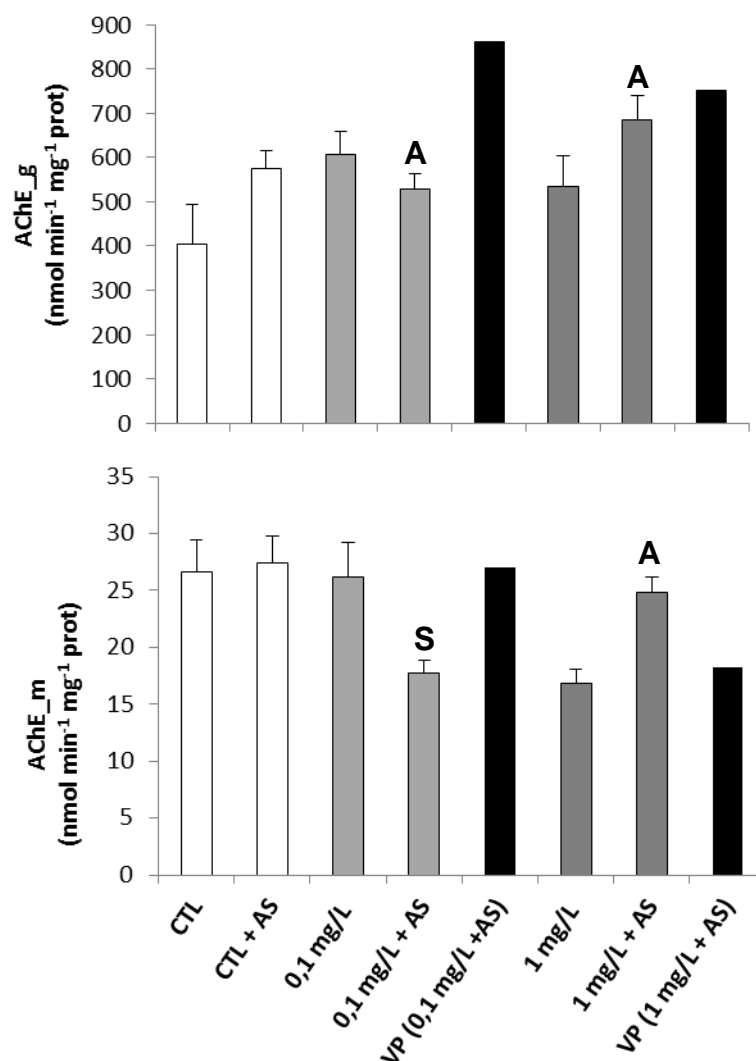 AChE_g
(nmol min⁻¹ mg⁻¹ prot)
900
800
700
600
500
400
300
200
100
0
A
A
AChE_m
(nmol min⁻¹ mg⁻¹ prot)
35
30
25
20
15
10
5
0
S
A
CTL
CTL + AS
0,1 mg/L
0,1 mg/L + AS
VP (0,1 mg/L +AS)
1 mg/L
1 mg/L + AS
VP (1 mg/L + AS)